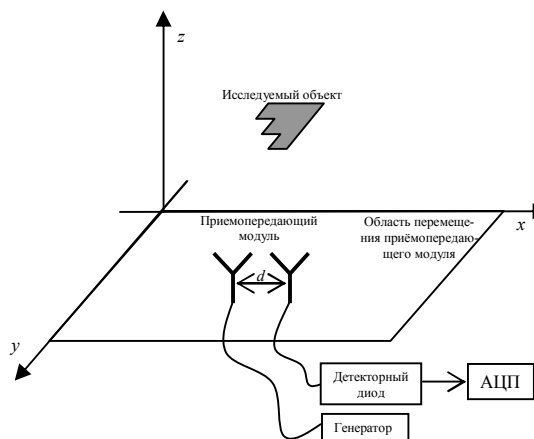 z
Исследуемый объект
Приемопередающий
модуль
Область перемеще-
ния приёмопередаю-
щего модуля
x
d
y
Детекторный
диод
АЦП
Генератор